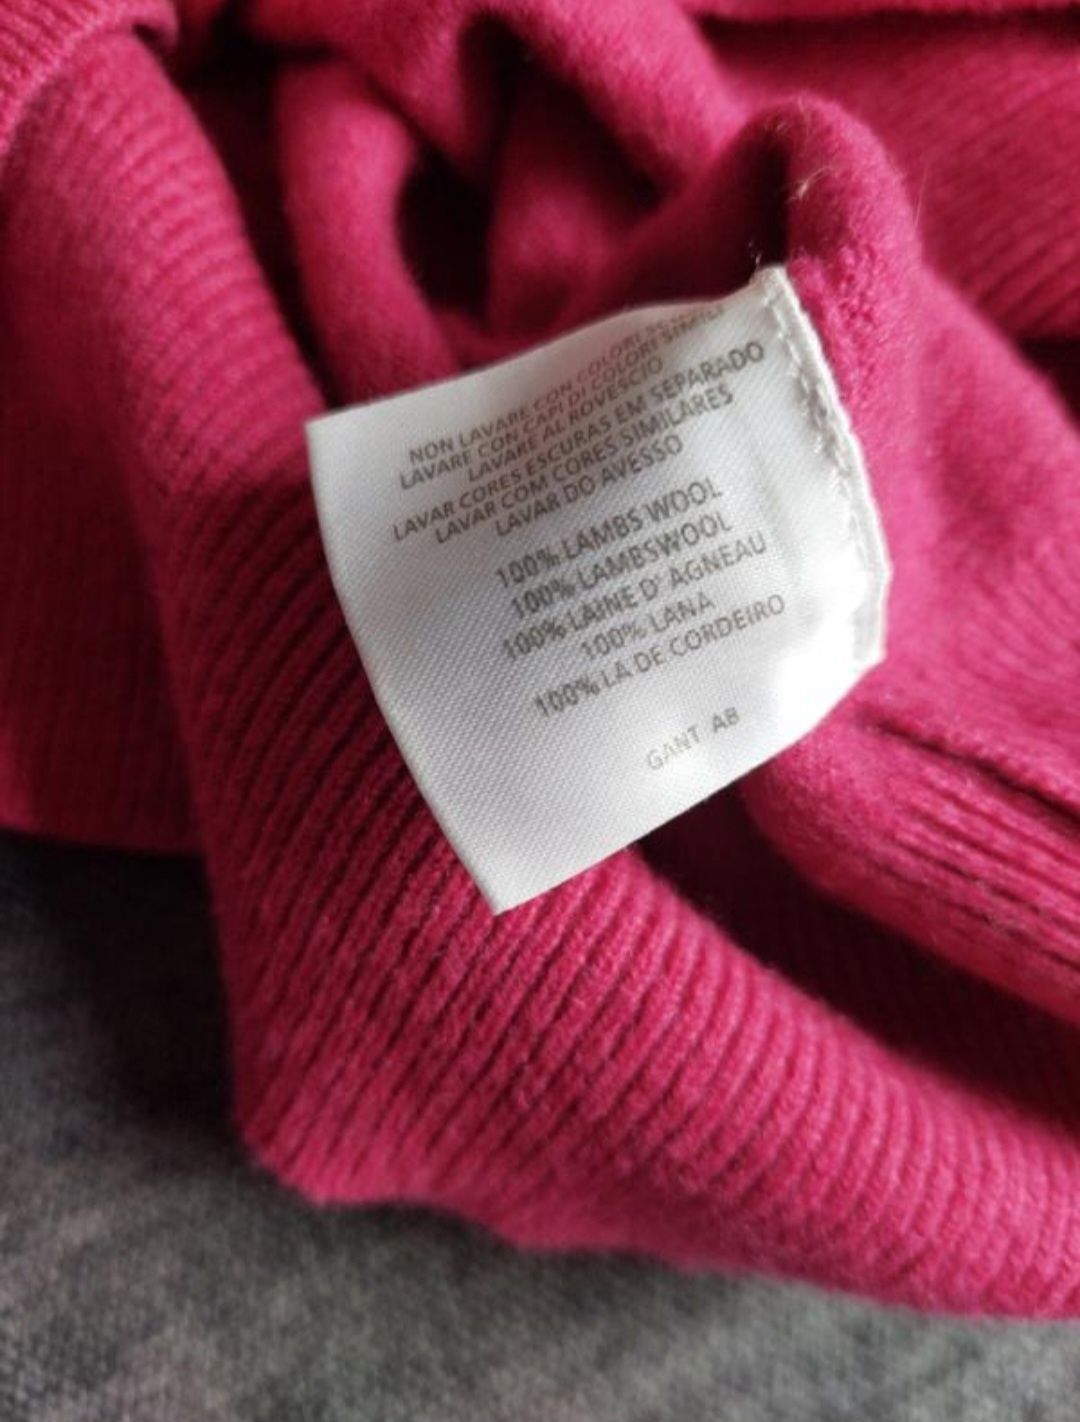 NON LAVARE CON COLORI
LAVARE CON CAPI DI COLORI SIMILI
LAVARE AL ROVESCIO
LAVAR CORES ESCURAS EM SEPARADO
LAVAR COM CORES SIMILARES
LAVAR DO AVESSO
100% LAMBS WOOL
100% LAMBSWOOL
100% LAINE D' AGNEAU
100% LANA
100% LA DE CORDEIRO
GANT AB